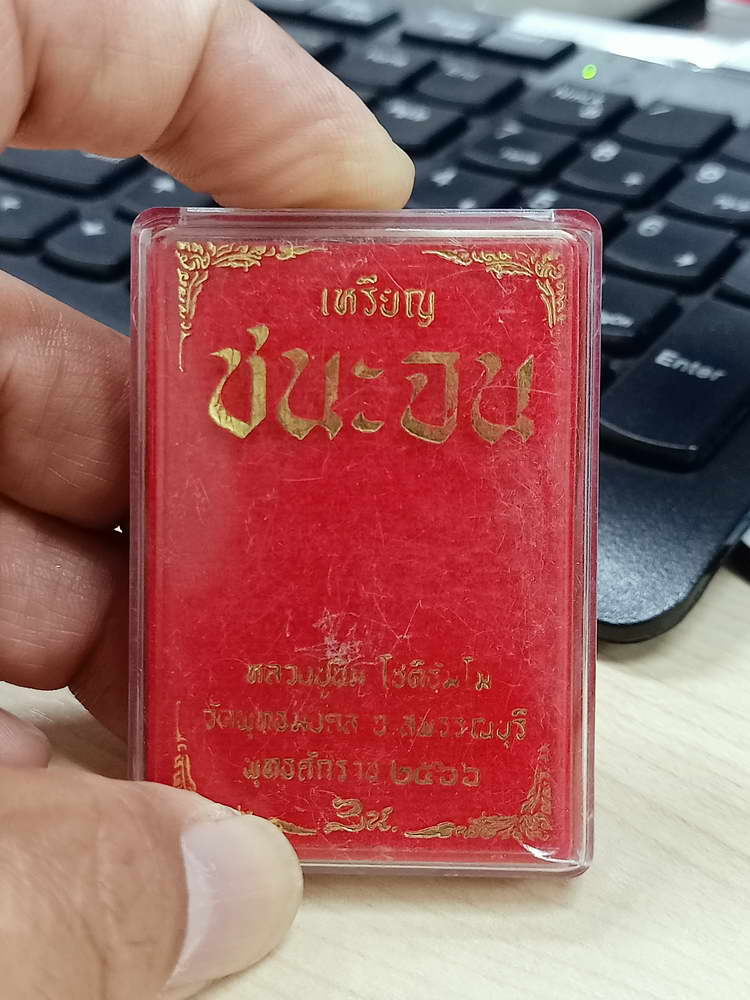 เหรียญ
ชนะจน
หลวงปู่
วัดพุทธมงคล จ.สุพรรณบุรี
พุทธศักราช ๒๕๖๖
Enter